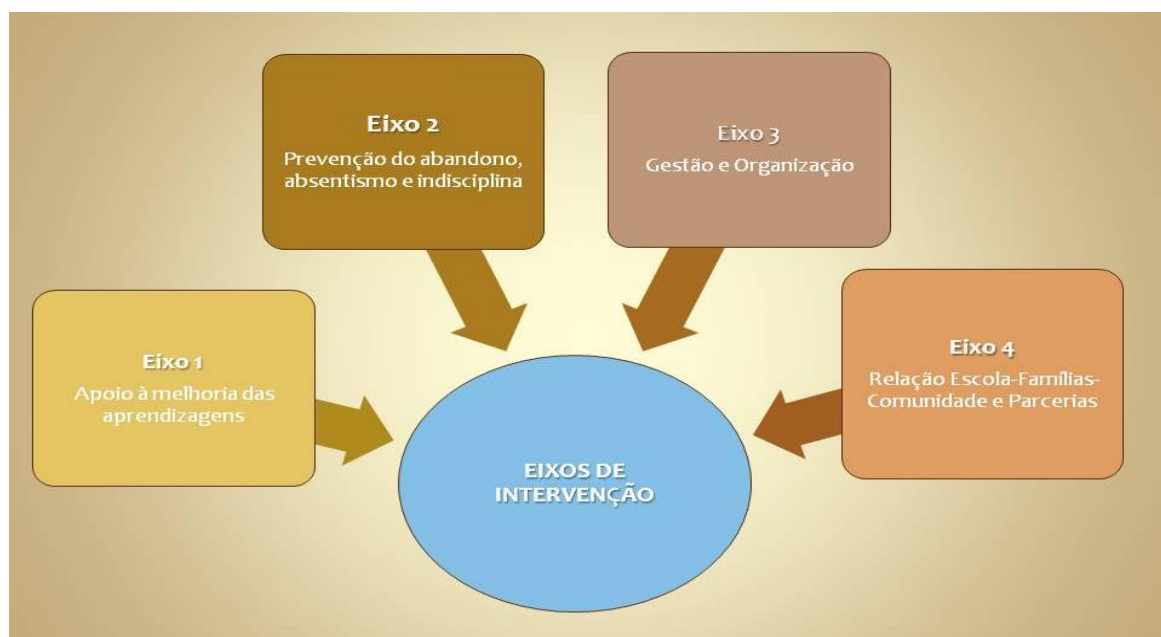 Eixo 1
Apoio à melhoria das
aprendizagens
Eixo 2
Prevenção do abandono,
absentismo e indisciplina
Eixo 3
Gestão e Organização
Eixo 4
Relação Escola-Famílias-
Comunidade e Parcerias
EIXOS DE
INTERVENÇÃO